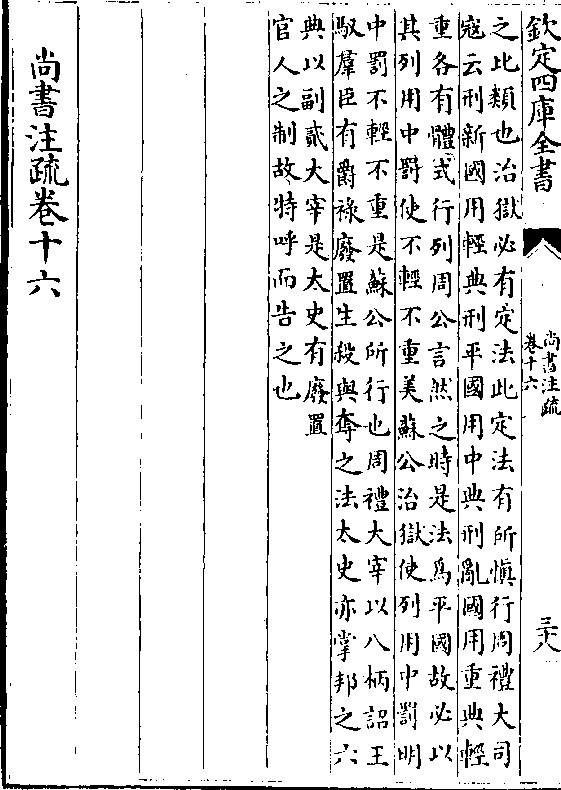 欽定四庫全書
尚書注疏
卷十六
三六
之此類也治獄必有定法此定法有所慎行周禮大司
寇云刑新國用輕典刑平國用中典刑亂國用重典輕
重各有體式行列周公言然之時是法為平國故必以
其列用中罰使不輕不重美蘇公治獄使列用中罰明
中罰不輕不重是蘇公所行也周禮大宰以八柄詔王
馭羣臣有爵祿廢置生殺與奪之法太史亦掌邦之六
典以副貳大宰是太史有廢置
官人之制故特呼而告之也
尚書注疏卷十六